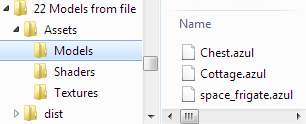 22 Models from file
Assets
Models
Shaders
Textures
dist
Name
Chest.azul
Cottage.azul
space_frigate.azul